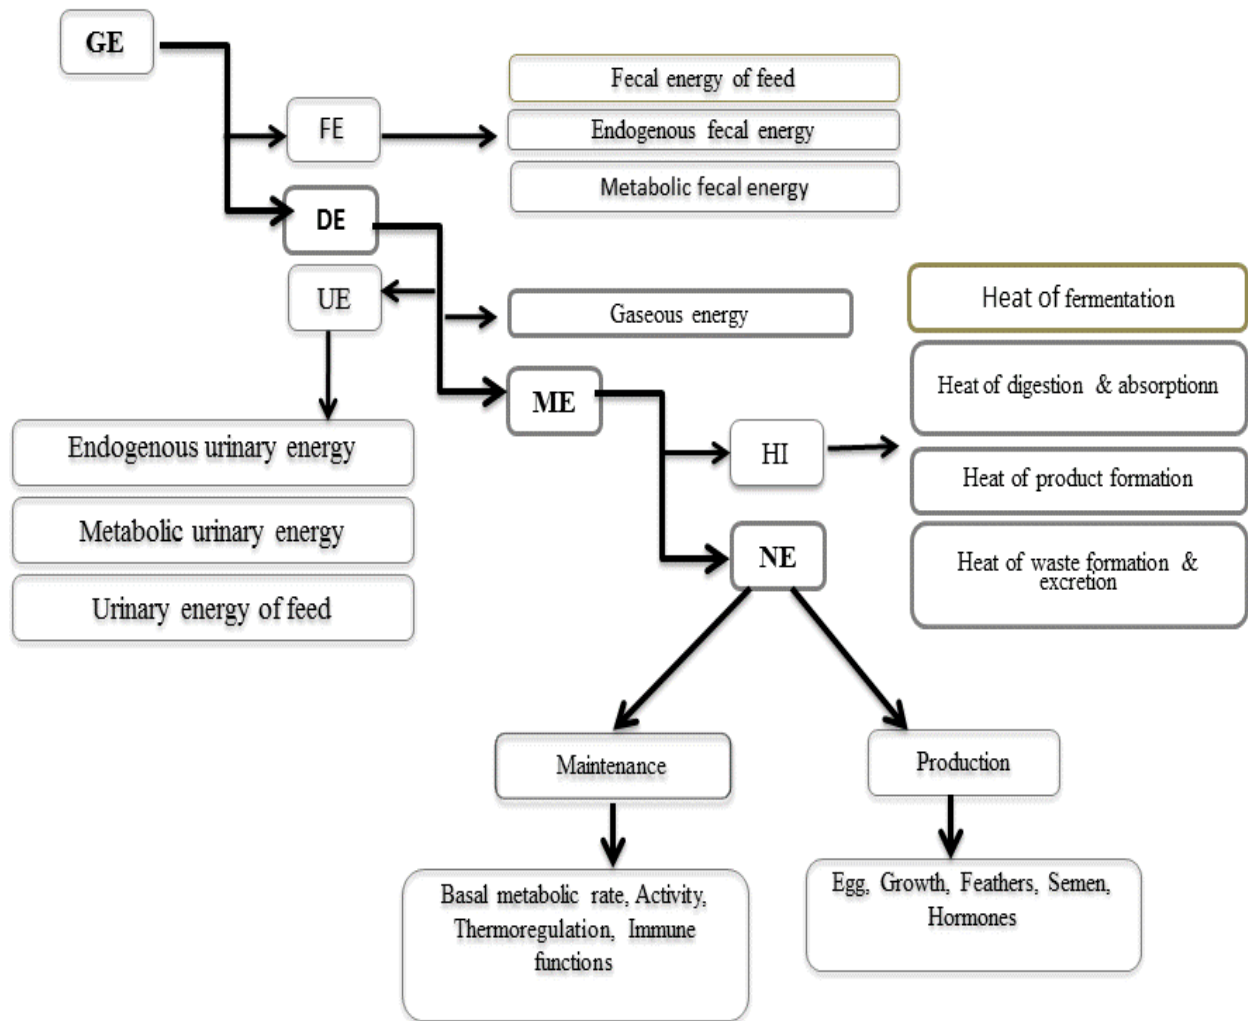 GE
Fecal energy of feed
FE
Endogenous fecal energy
Metabolic fecal energy
DE
UE
Gaseous energy
Heat of fermentation
Heat of digestion & absorptionn
ME
Endogenous urinary energy
HI
Heat of product formation
Metabolic urinary energy
NE
Heat of waste formation &
excretion
Urinary energy of feed
Maintenance
Production
Basal metabolic rate, Activity,
Thermoregulation, Immune
functions
Egg, Growth, Feathers, Semen,
Hormones